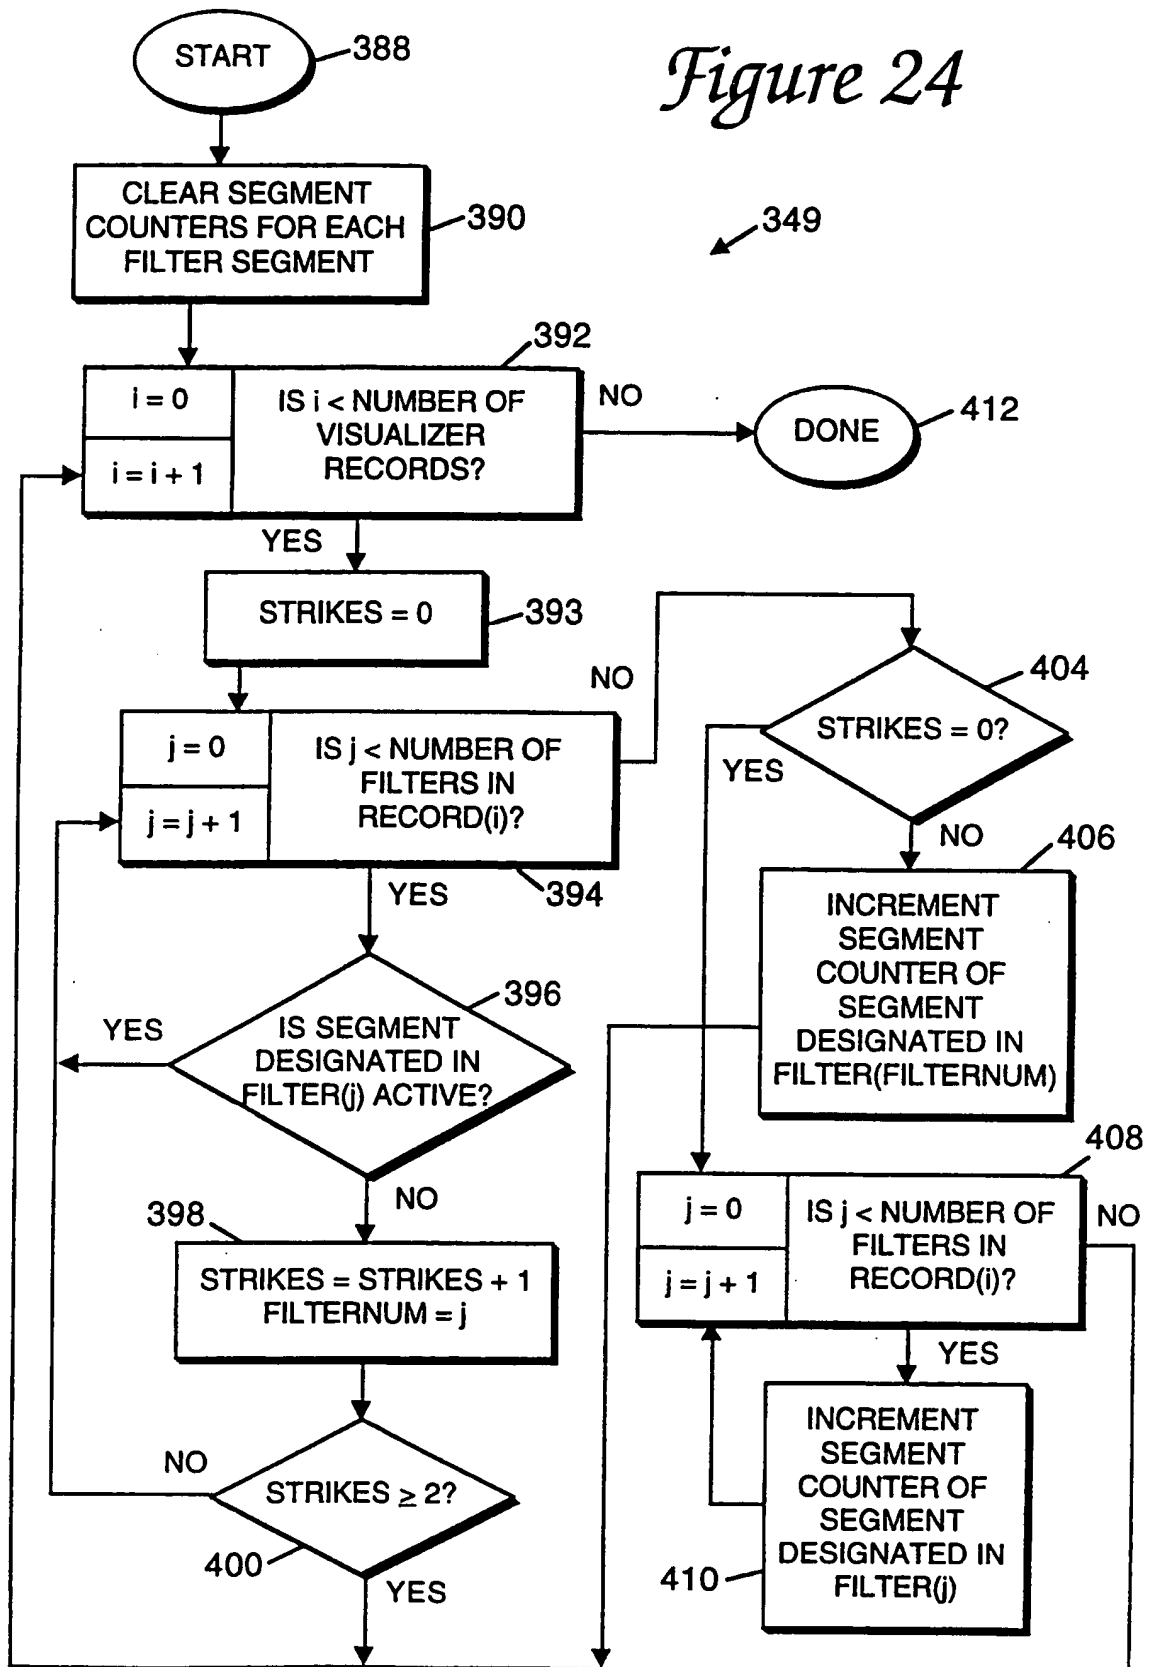 START
388
Figure 24
CLEAR SEGMENT
COUNTERS FOR EACH
FILTER SEGMENT
390
349
392
i = 0
i = i + 1
IS i < NUMBER OF
VISUALIZER
RECORDS?
NO
DONE
412
YES
STRIKES = 0
393
NO
404
STRIKES = 0?
YES
NO
j = 0
j = j + 1
IS j < NUMBER OF
FILTERS IN
RECORD(i)?
394
YES
406
INCREMENT
SEGMENT
COUNTER OF
SEGMENT
DESIGNATED IN
FILTER(FILTERNUM)
396
YES
IS SEGMENT
DESIGNATED IN
FILTER(j) ACTIVE?
NO
398
STRIKES = STRIKES + 1
FILTERNUM = j
408
j = 0
j = j + 1
IS j < NUMBER OF
FILTERS IN
RECORD(i)?
NO
YES
NO
STRIKES ≥ 2?
400
YES
INCREMENT
SEGMENT
COUNTER OF
SEGMENT
DESIGNATED IN
FILTER(j)
410